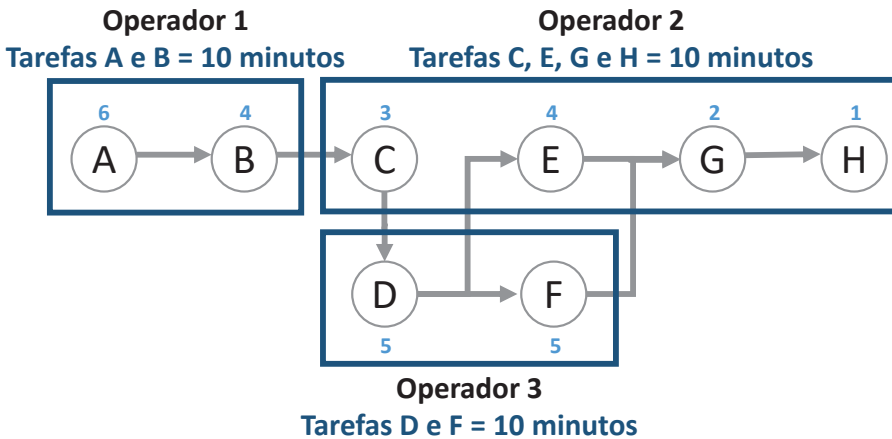 Operador 1
Tarefas A e B = 10 minutos
Operador 2
Tarefas C, E, G e H = 10 minutos
6
4
3
4
2
1
A
B
C
E
G
H
D
F
5
5
Operador 3
Tarefas D e F = 10 minutos